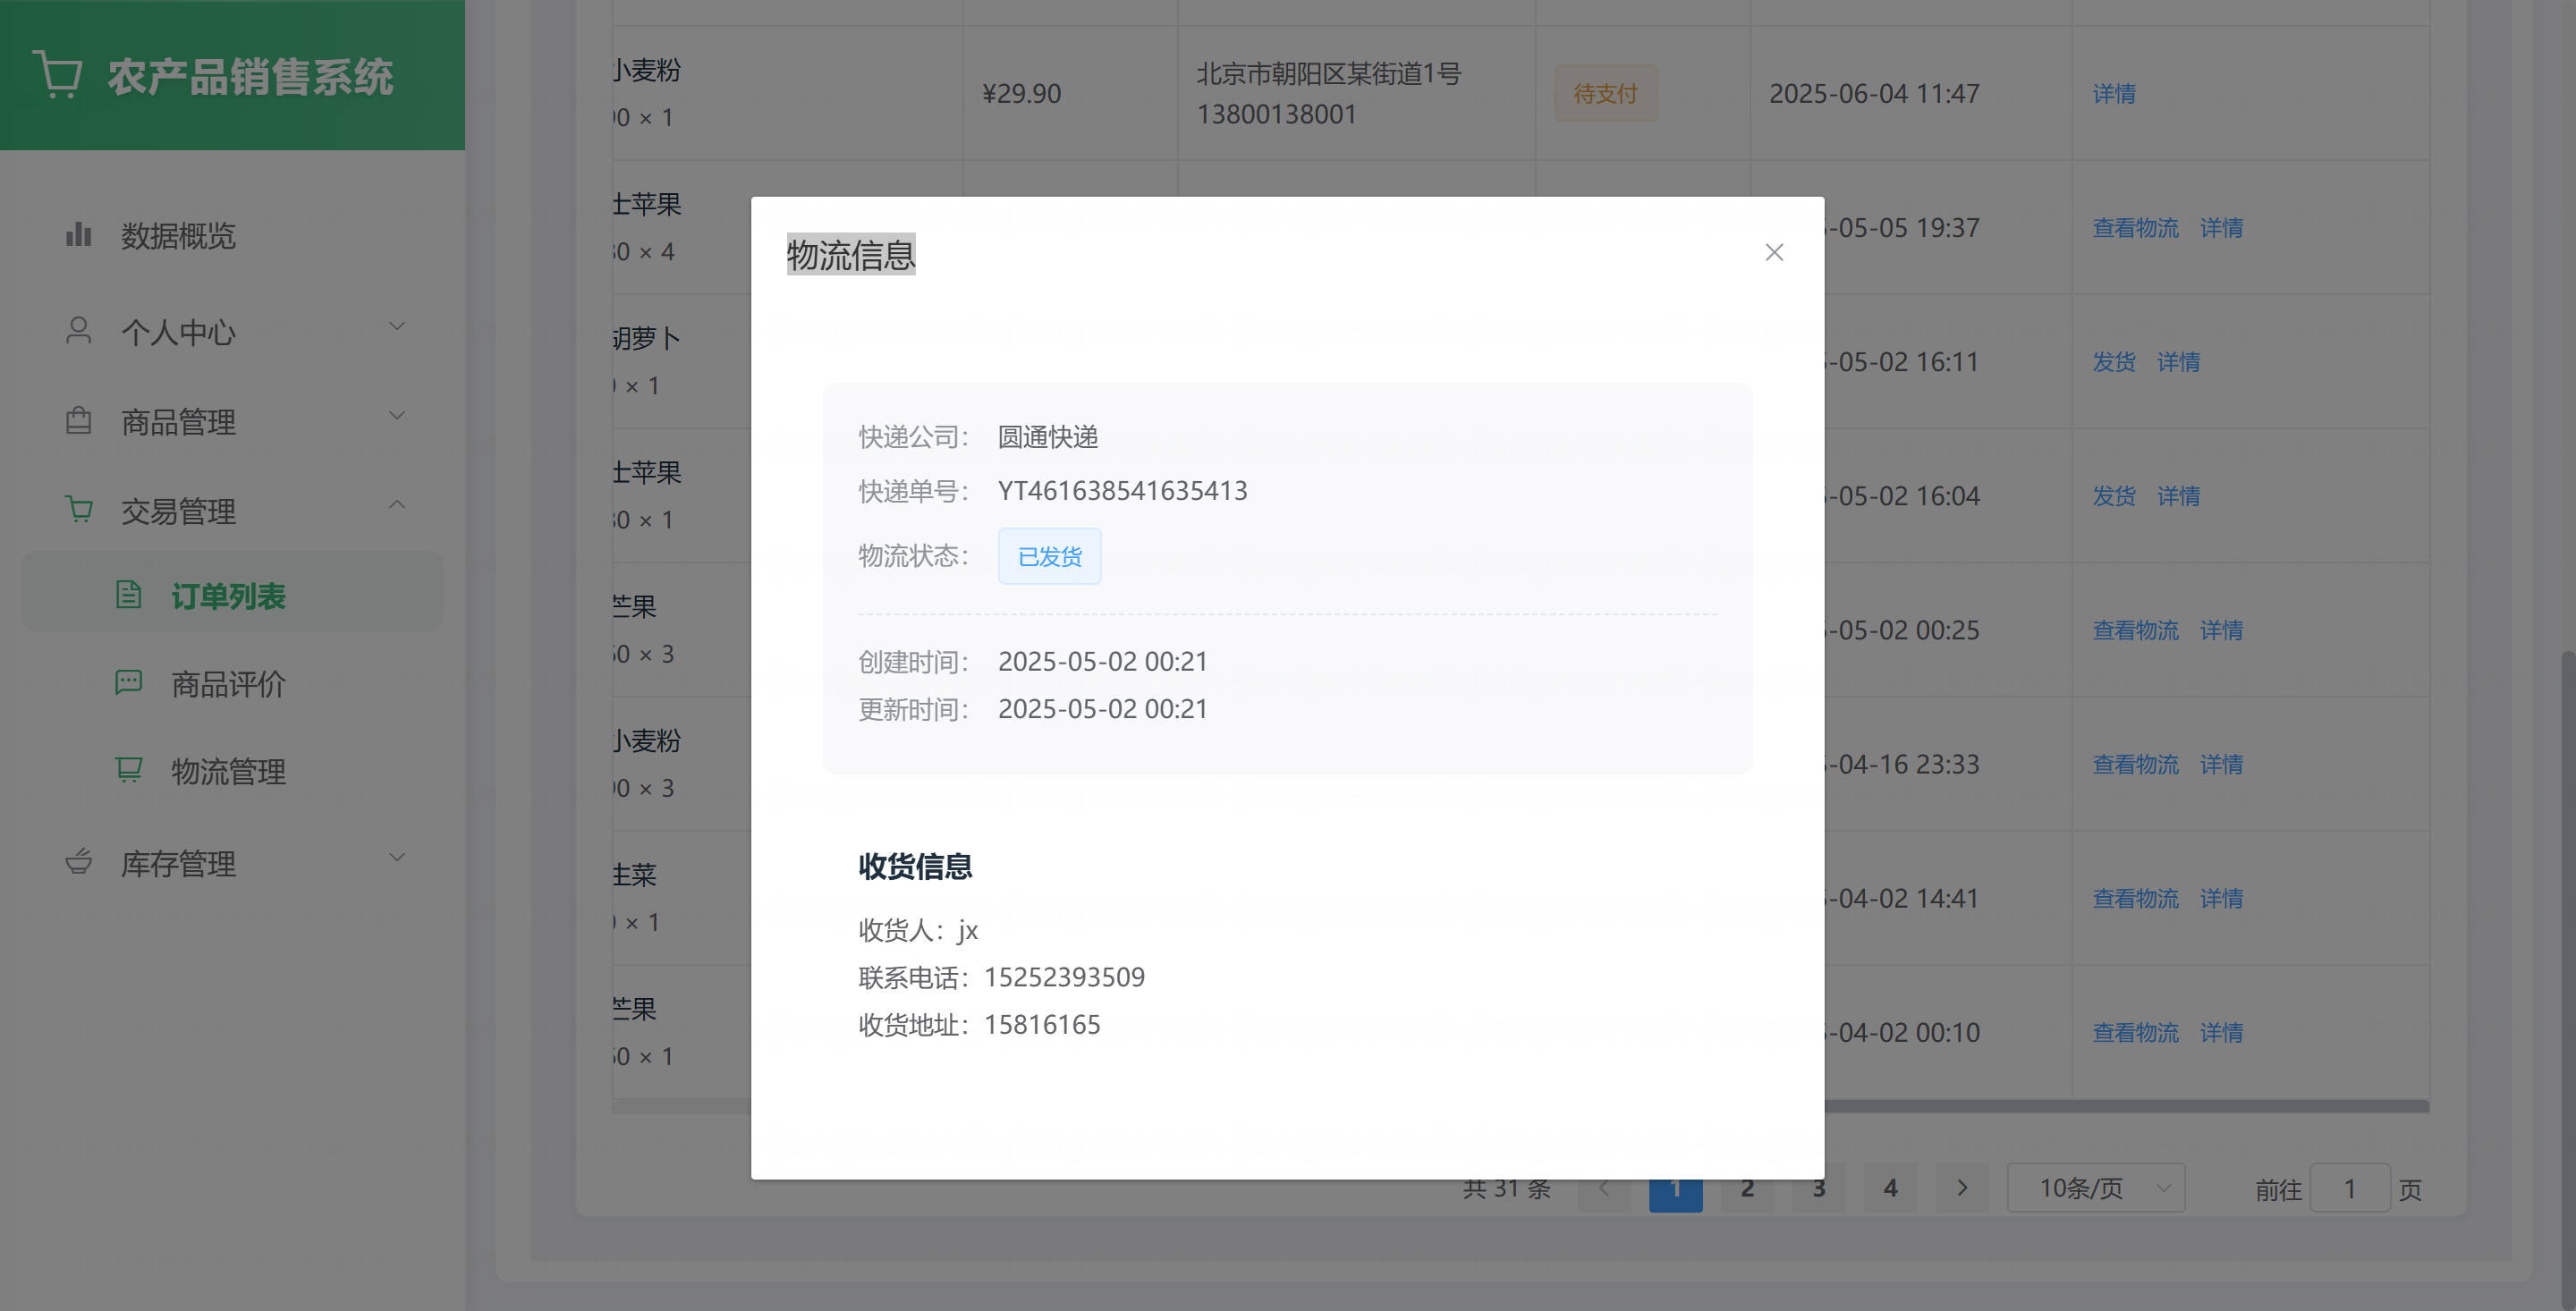 农产品销售系统
数据概览
个人中心
商品管理
交易管理
订单列表
商品评价
物流管理
库存管理
小麦粉
× 1
¥29.90
北京市朝阳区某街道1号
13800138001
待支付
2025-06-04 11:47
详情
士苹果
× 4
-05-05 19:37
查看物流 详情
胡萝卜
× 1
-05-02 16:11
发货 详情
士苹果
× 1
-05-02 16:04
发货 详情
芒果
× 3
-05-02 00:25
查看物流 详情
小麦粉
× 3
-04-16 23:33
查看物流 详情
生菜
× 1
-04-02 14:41
查看物流 详情
芒果
× 1
-04-02 00:10
查看物流 详情
物流信息
快递公司： 圆通快递
快递单号： YT461638541635413
物流状态： 已发货
创建时间： 2025-05-02 00:21
更新时间： 2025-05-02 00:21
收货信息
收货人：jx
联系电话：15252393509
收货地址：15816165
共 31 条 1 2 3 4 10条/页 前往 1 页